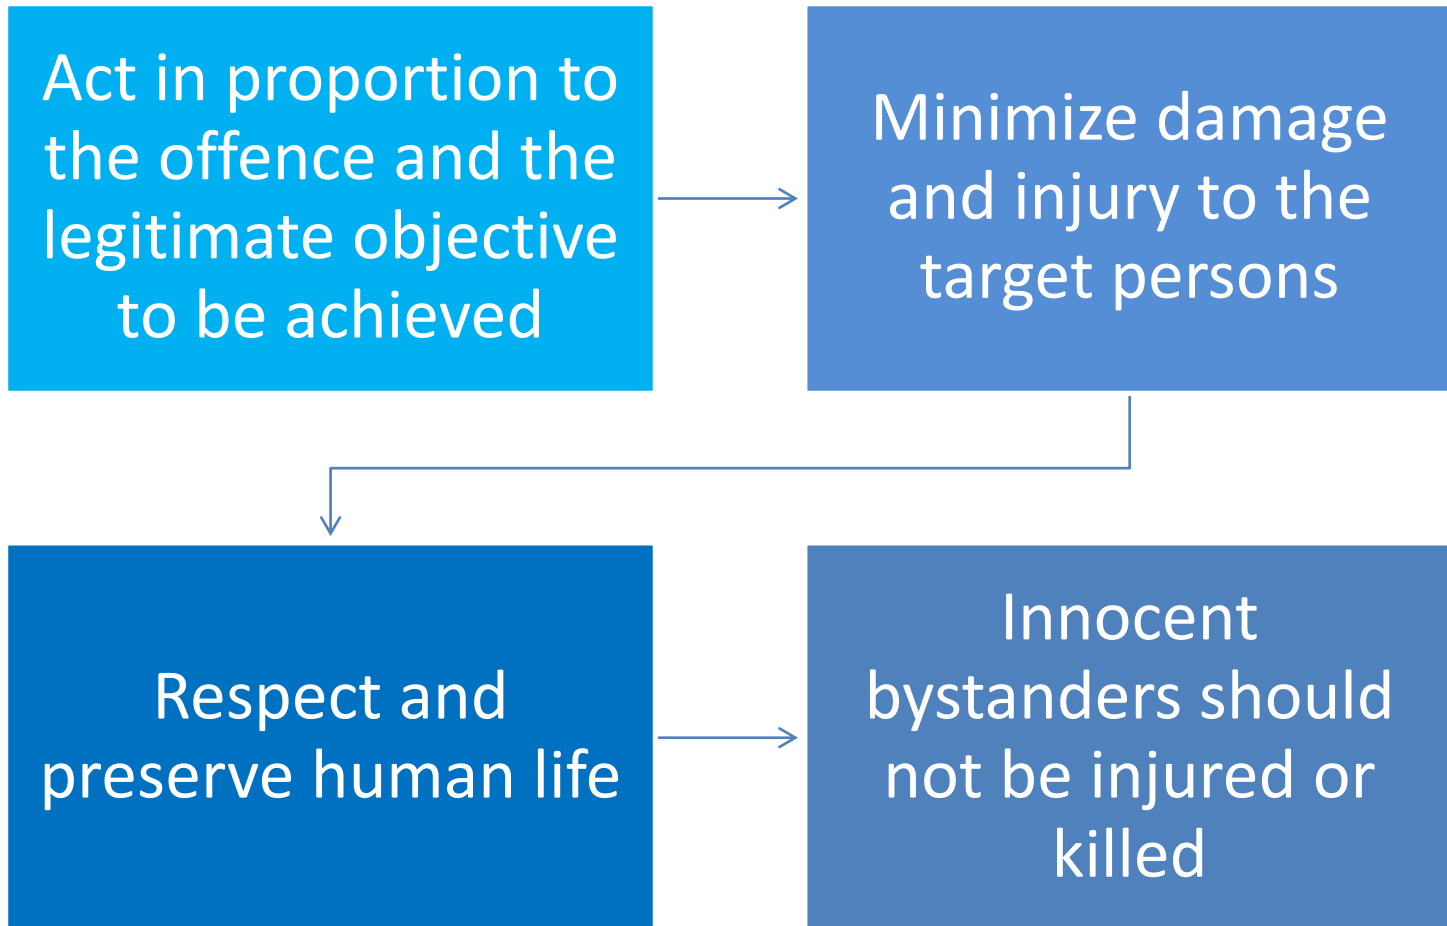 Act in proportion to
the offence and the
legitimate objective
to be achieved
Minimize damage
and injury to the
target persons
Respect and
preserve human life
Innocent
bystanders should
not be injured or
killed